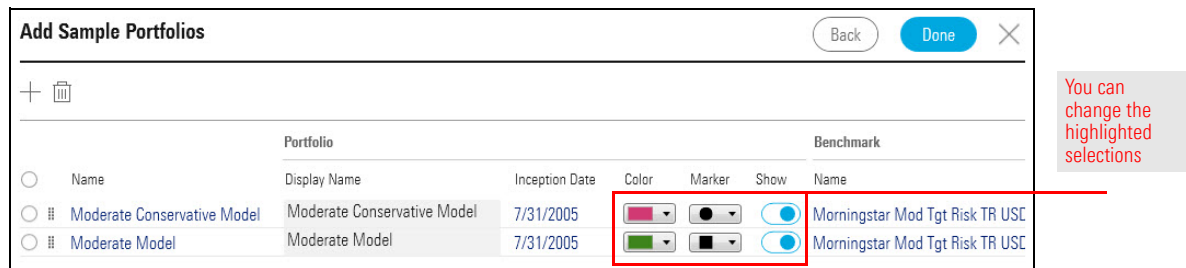 Add Sample Portfolios
Back
Done
Portfolio
Benchmark
Name
Display Name
Inception Date
Color
Marker
Show
Name
Moderate Conservative Model
Moderate Conservative Model
7/31/2005
Morningstar Mod Tgt Risk TR USD
Moderate Model
Moderate Model
7/31/2005
Morningstar Mod Tgt Risk TR USD
You can
change the
highlighted
selections